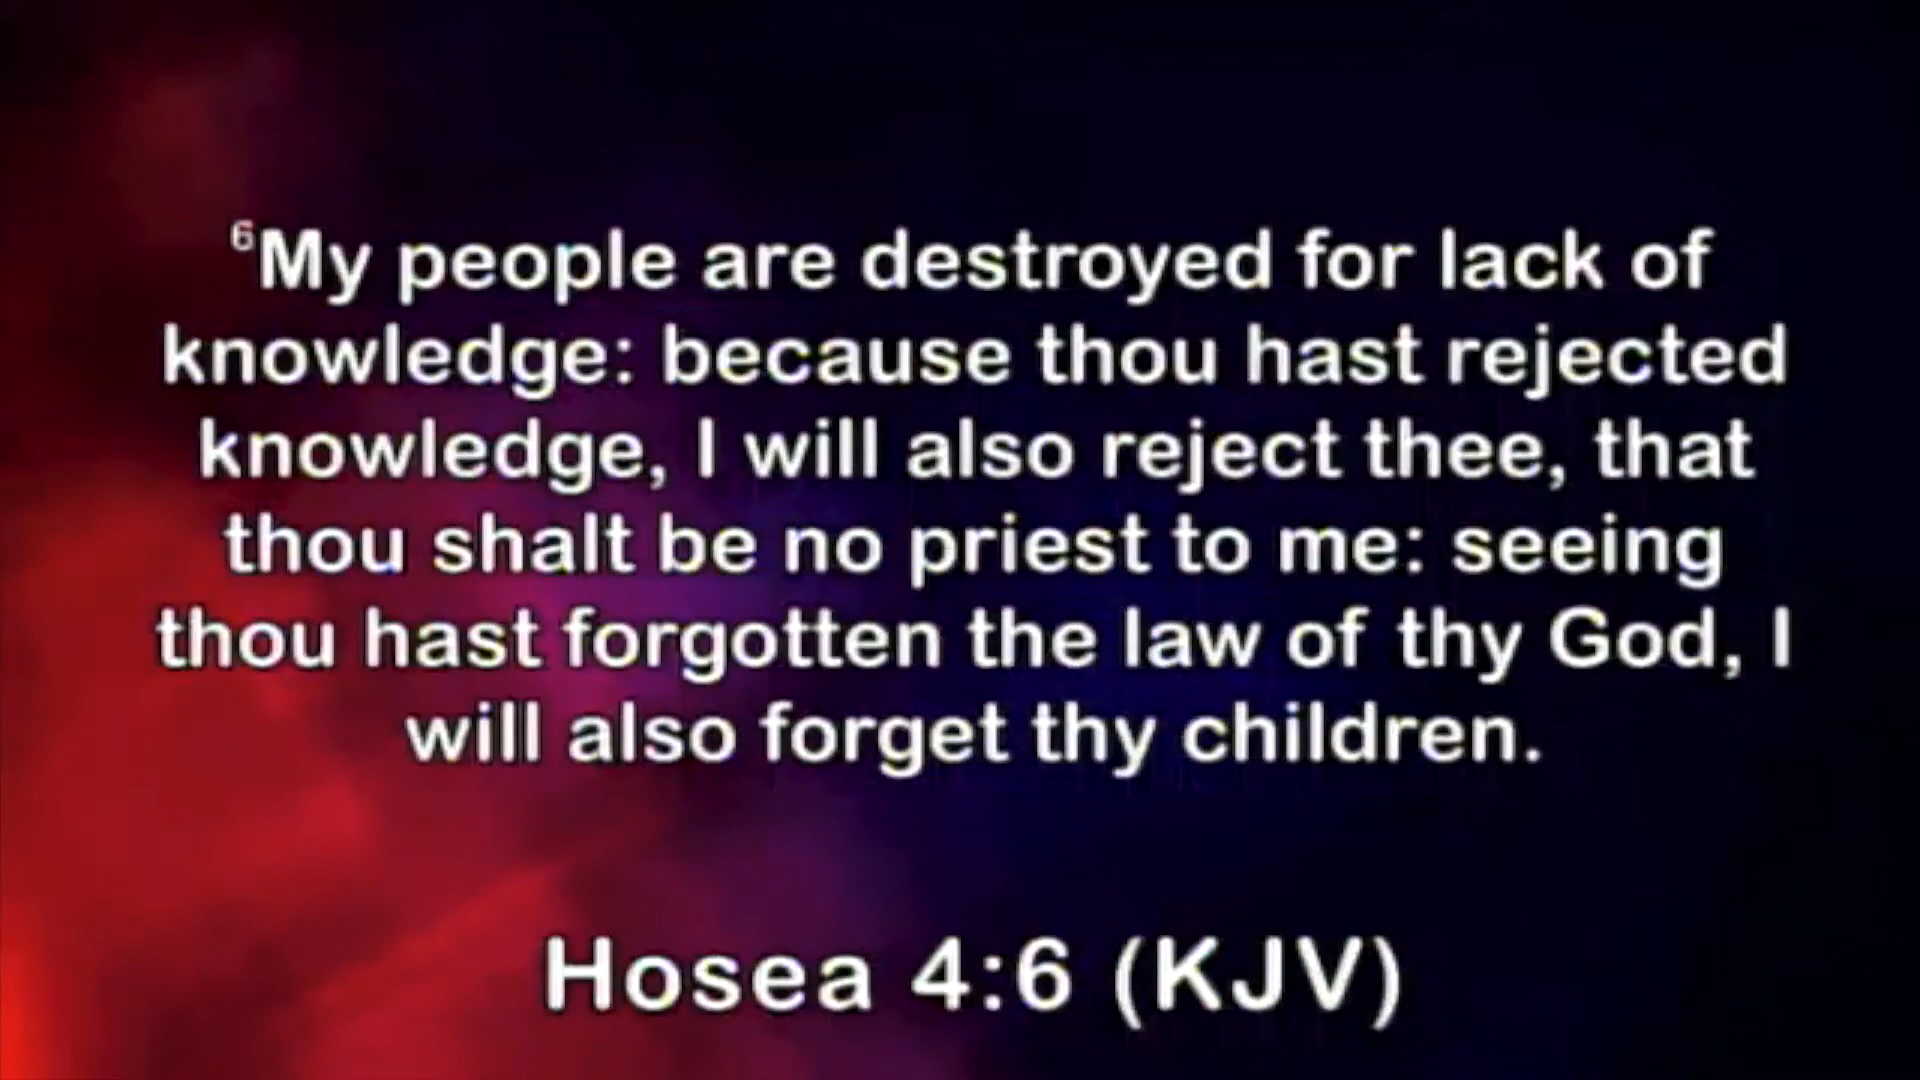 ⁶My people are destroyed for lack of
knowledge: because thou hast rejected
knowledge, I will also reject thee, that
thou shalt be no priest to me: seeing
thou hast forgotten the law of thy God, I
will also forget thy children.
Hosea 4:6 (KJV)